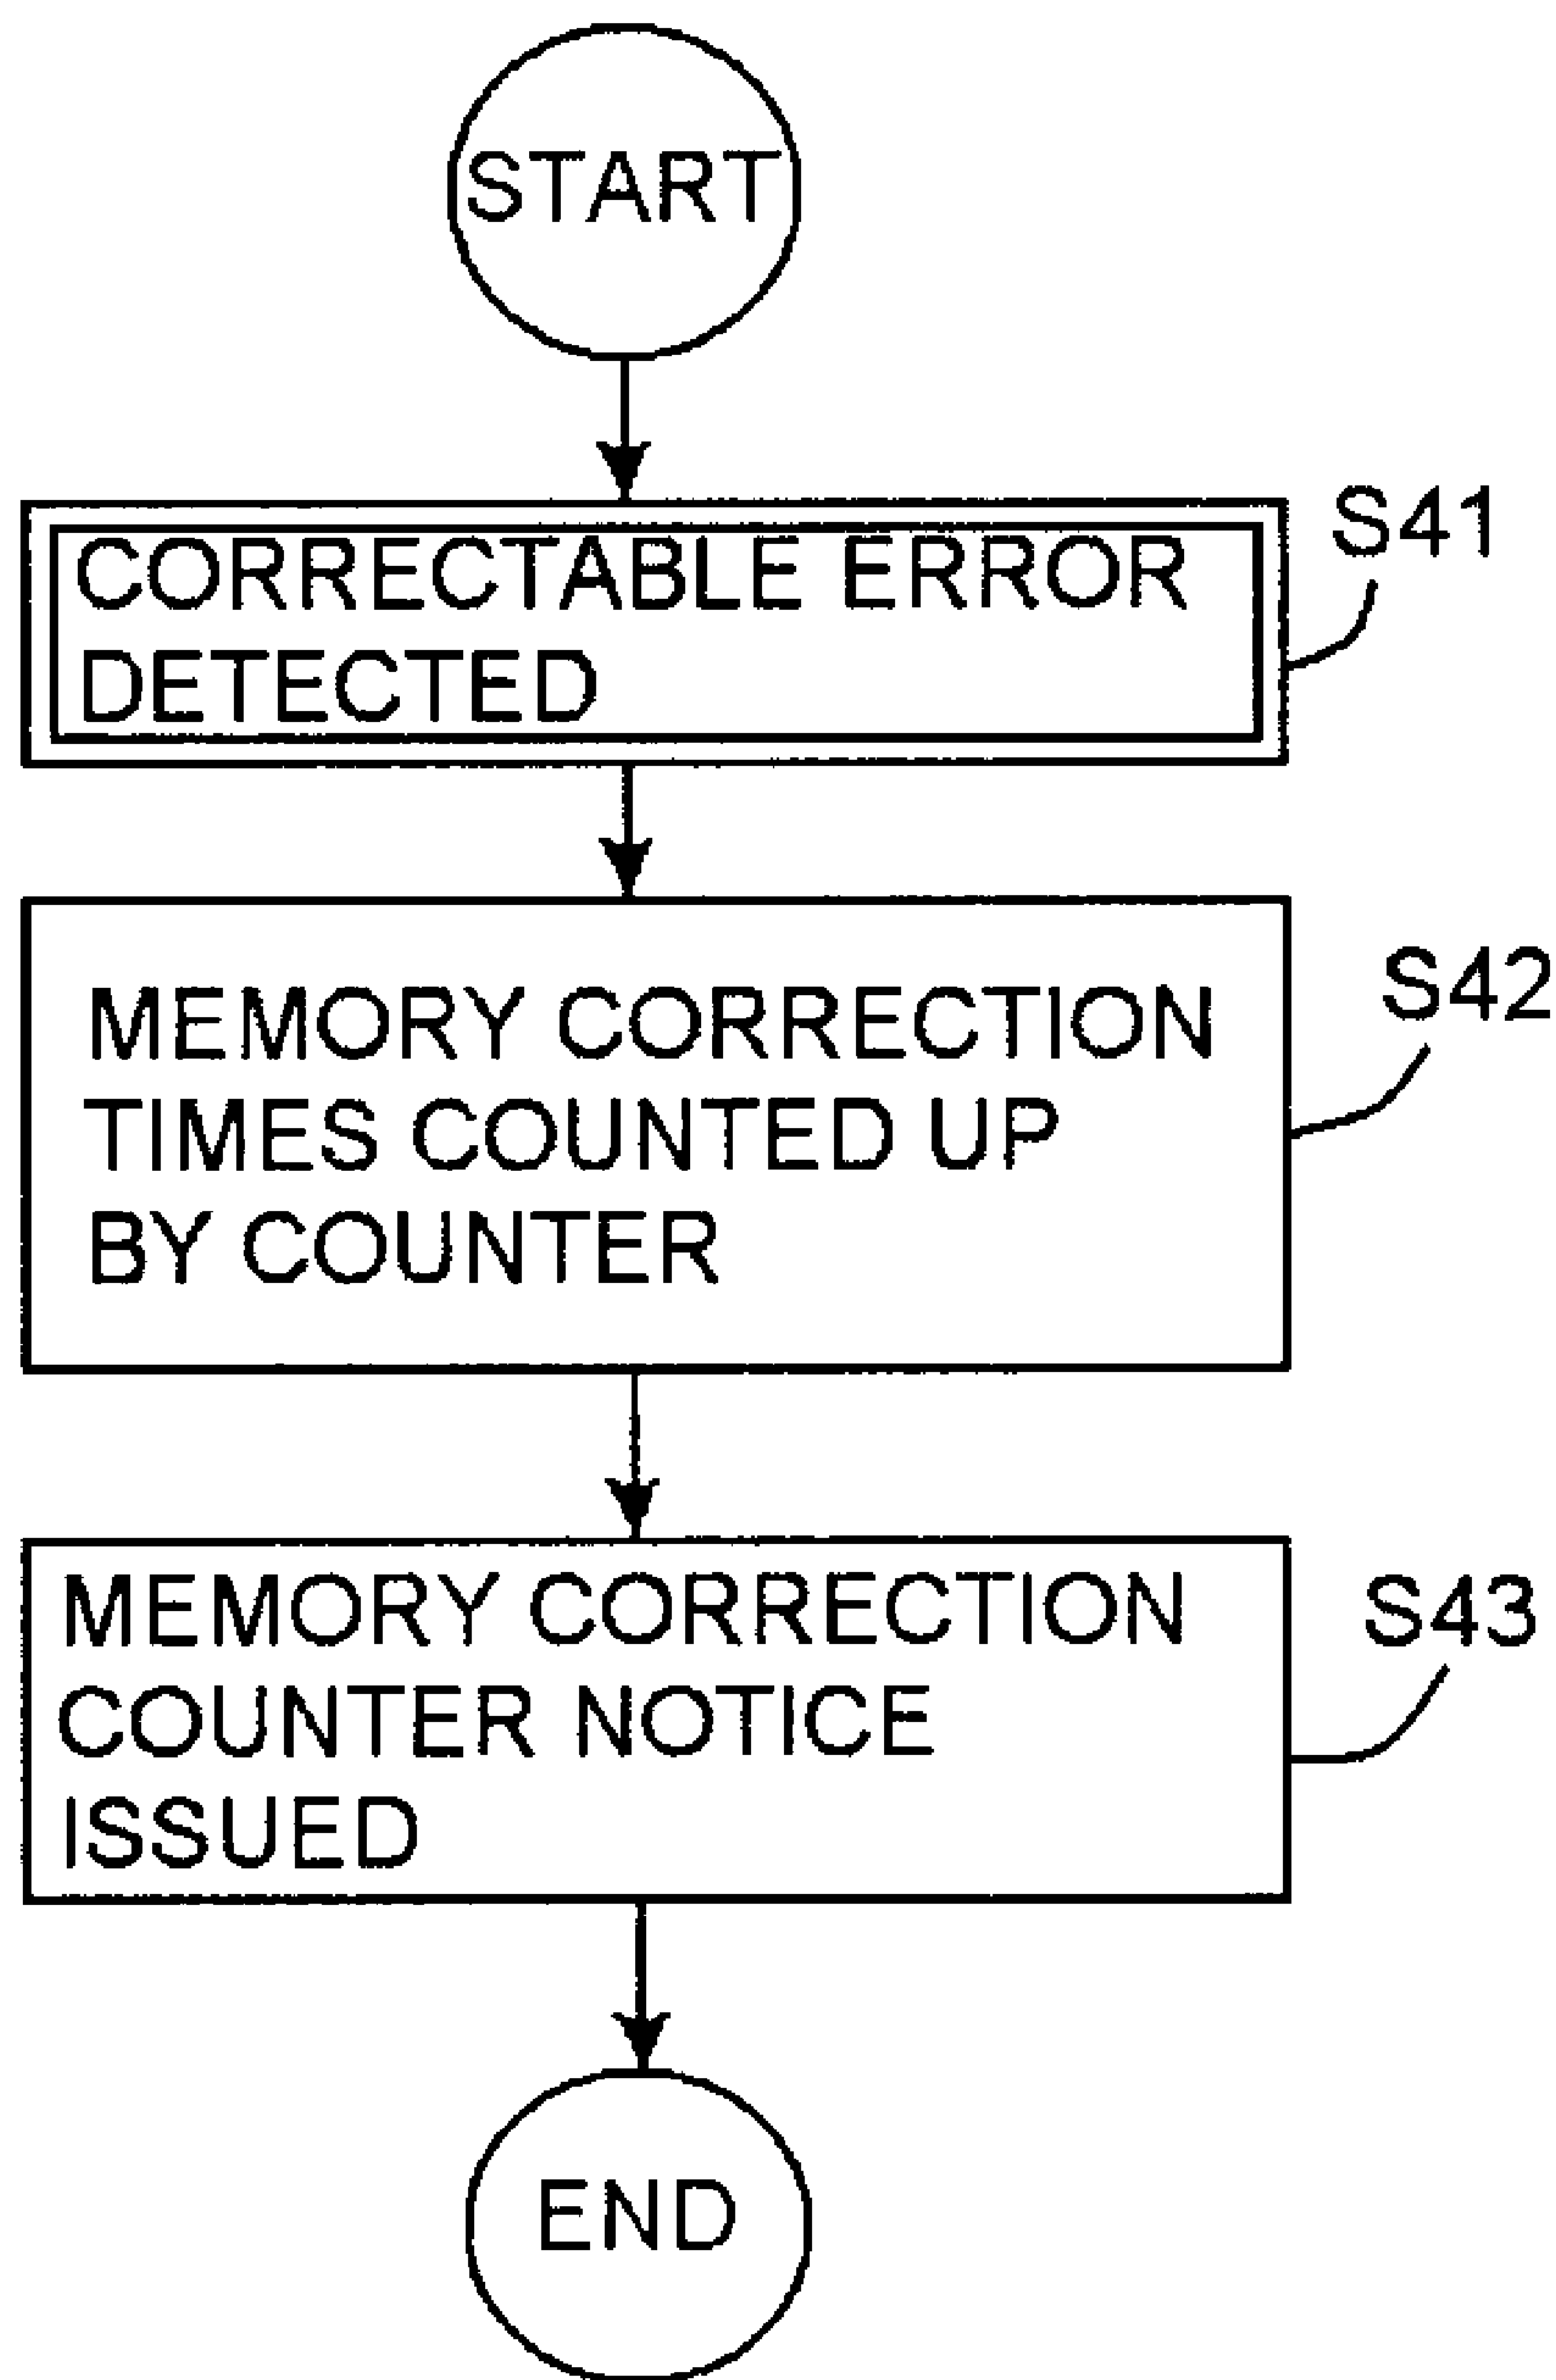 START
S41
CORRECTABLE ERROR
DETECTED
S42
MEMORY CORRECTION
TIMES COUNTED UP
BY COUNTER
S43
MEMORY CORRECTION
COUNTER NOTICE
ISSUED
END